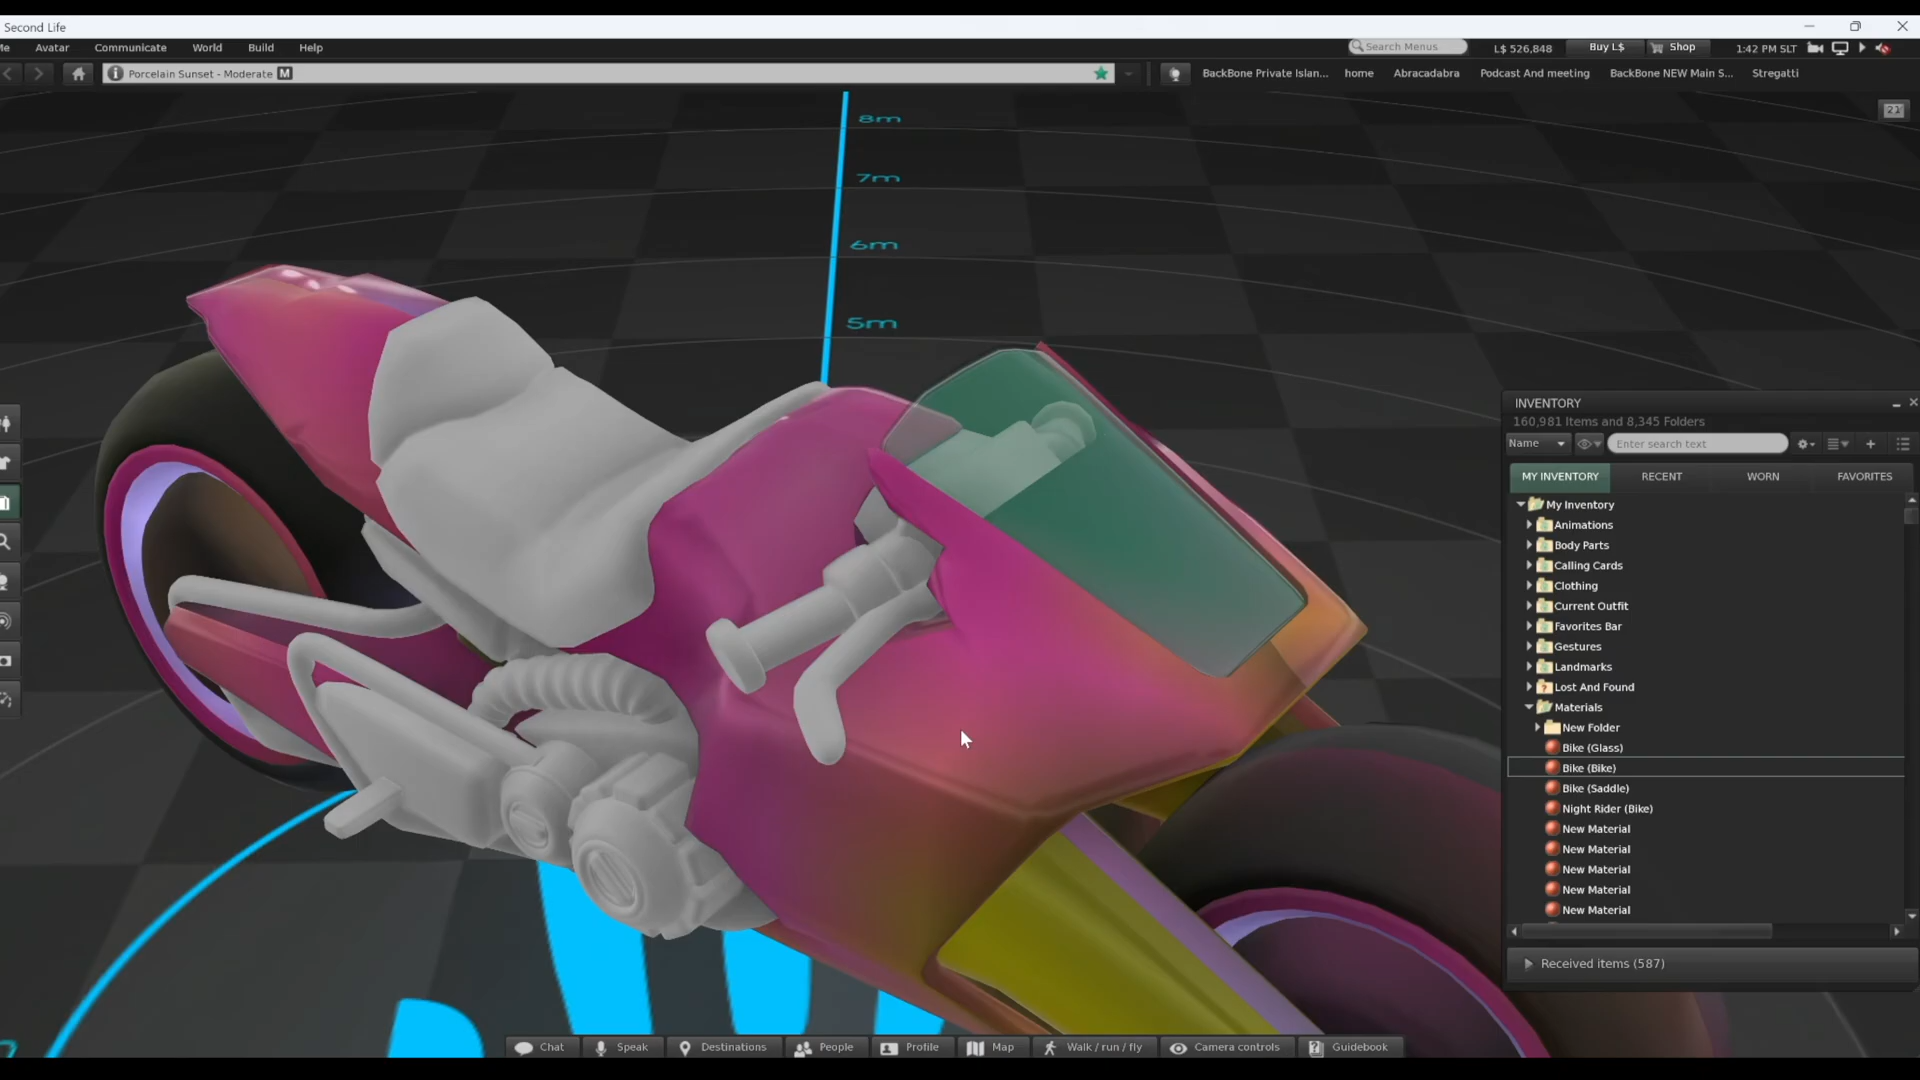 Second Life
Me Avatar Communicate World Build Help
Search Menus L$ 526,848 Buy L$ Shop 1:42 PM SLT
Porcelain Sunset - Moderate M
BackBone Private Islan... home Abracadabra Podcast And meeting BackBone NEW Main S... Stregatti
21
8m
7m
6m
5m
INVENTORY
160,981 Items and 8,345 Folders
Name Enter search text
MY INVENTORY RECENT WORN FAVORITES
My Inventory
Animations
Body Parts
Calling Cards
Clothing
Current Outfit
Favorites Bar
Gestures
Landmarks
Lost And Found
Materials
New Folder
Bike (Glass)
Bike (Bike)
Bike (Saddle)
Night Rider (Bike)
New Material
New Material
New Material
New Material
New Material
Received items (587)
Chat Speak Destinations People Profile Map Walk / run / fly Camera controls Guidebook